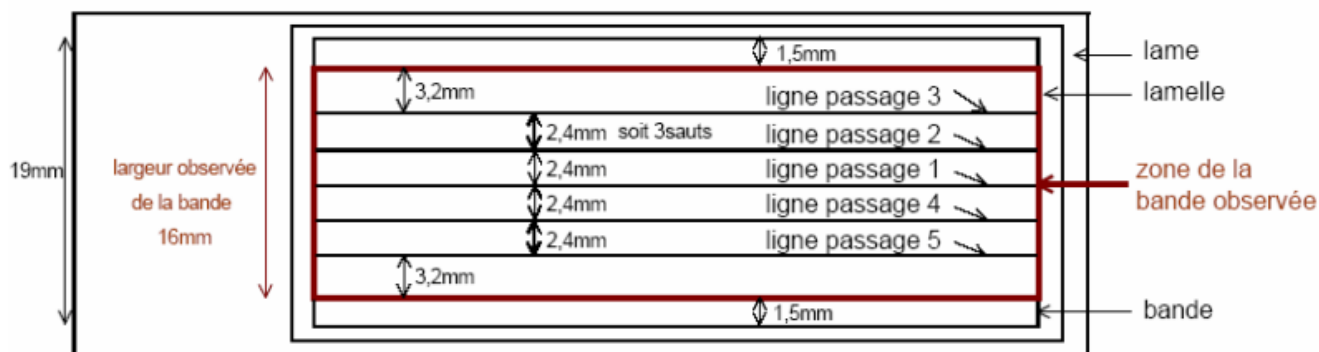 1,5mm
lame
3,2mm
ligne passage 3
lamelle
2,4mm soit 3sauts
ligne passage 2
19mm
largeur observée
de la bande
16mm
2,4mm
ligne passage 1
zone de la
bande observée
2,4mm
ligne passage 4
2,4mm
ligne passage 5
3,2mm
1,5mm
bande